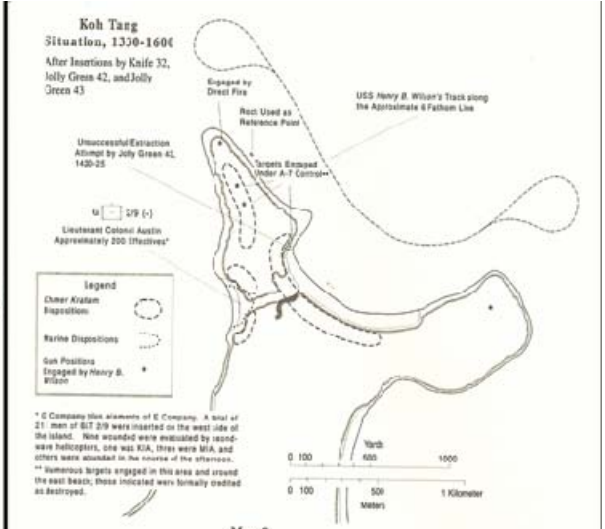 Koh Tang
Situation, 1330-1600
After Insertions by Knife 32,
Jolly Green 42, and Jolly
Green 43
Engaged by
Direct Fire
USS Henry B. Wilson's Track along
the Approximate 6 Fathom Line
Rock Used as
Reference Point
Unsuccessful Extraction
Attempt by Jolly Green 43,
1420-25
Targets Engaged
Under A-7 Control**
2/9 (-)
Lieutenant Colonel Austin
Approximately 200 Effectives*
Legend
Khmer Kraham
Dispositions
Marine Dispositions
Gun Positions
Engaged by Henry B.
Wilson
* G Company plus elements of E Company. A total of
men of BLT 2/9 were inserted on the west side of
the island. Nine wounded were evacuated by second-
wave helicopters, one was KIA, three were MIA, and
others were wounded in the course of the afternoon.
** Numerous targets engaged in this area and around
the east beach; those indicated were formally credited
as destroyed.
Yards
0 100 500 1000
0 100 500 1 Kilometer
Meters